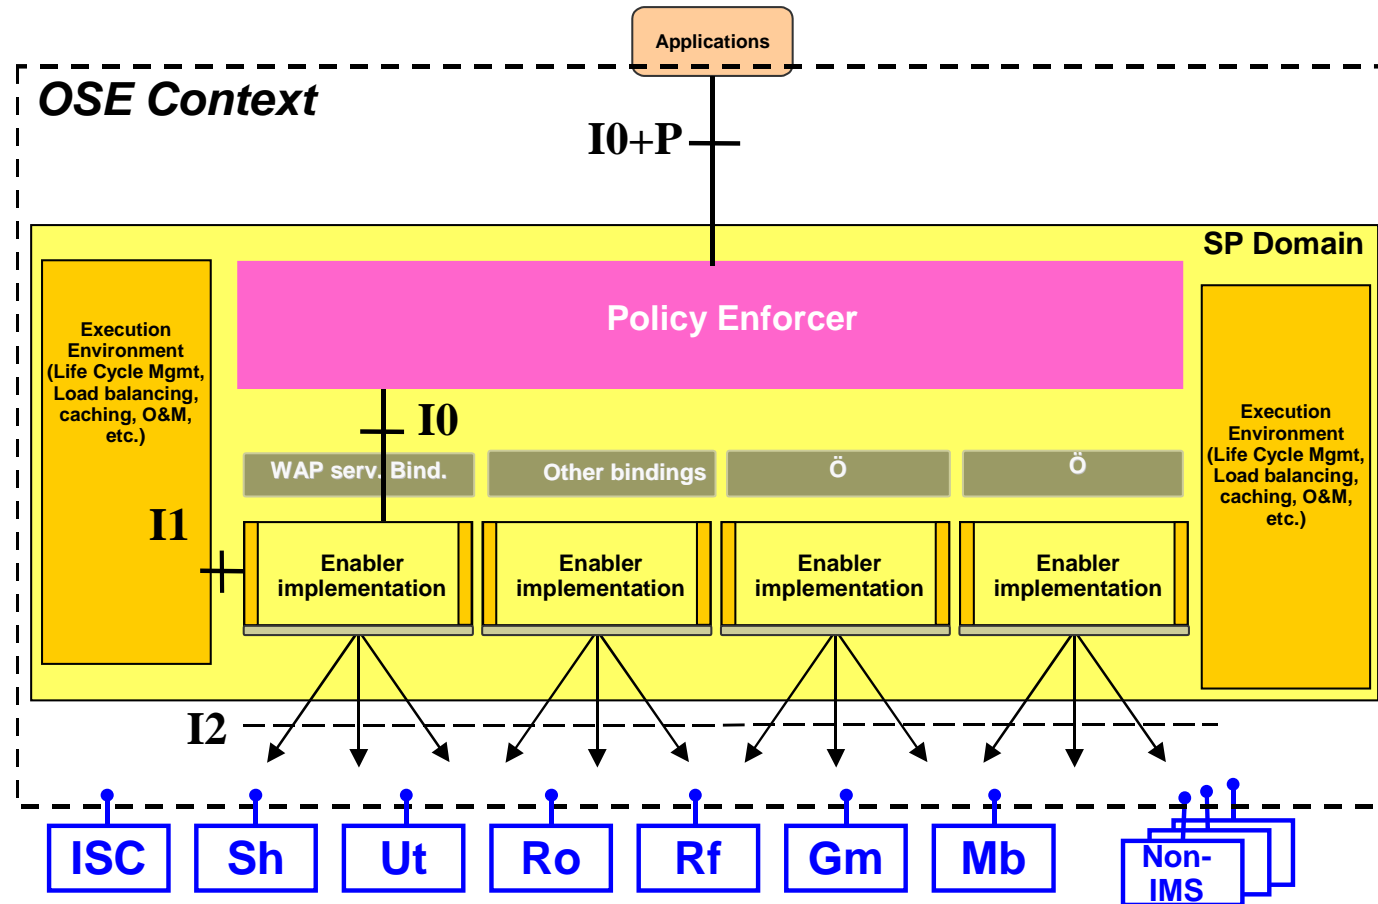 Applications
OSE Context
I0+P
SP Domain
Policy Enforcer
Execution
Environment
(Life Cycle Mgmt,
Load balancing,
caching, O&M,
etc.)
I0
Execution
Environment
(Life Cycle Mgmt,
Load balancing,
caching, O&M,
etc.)
WAP serv. Bind.
Other bindings
Ö
Ö
I1
Enabler
implementation
Enabler
implementation
Enabler
implementation
Enabler
implementation
I2
ISC
Sh
Ut
Ro
Rf
Gm
Mb
Non-
IMS